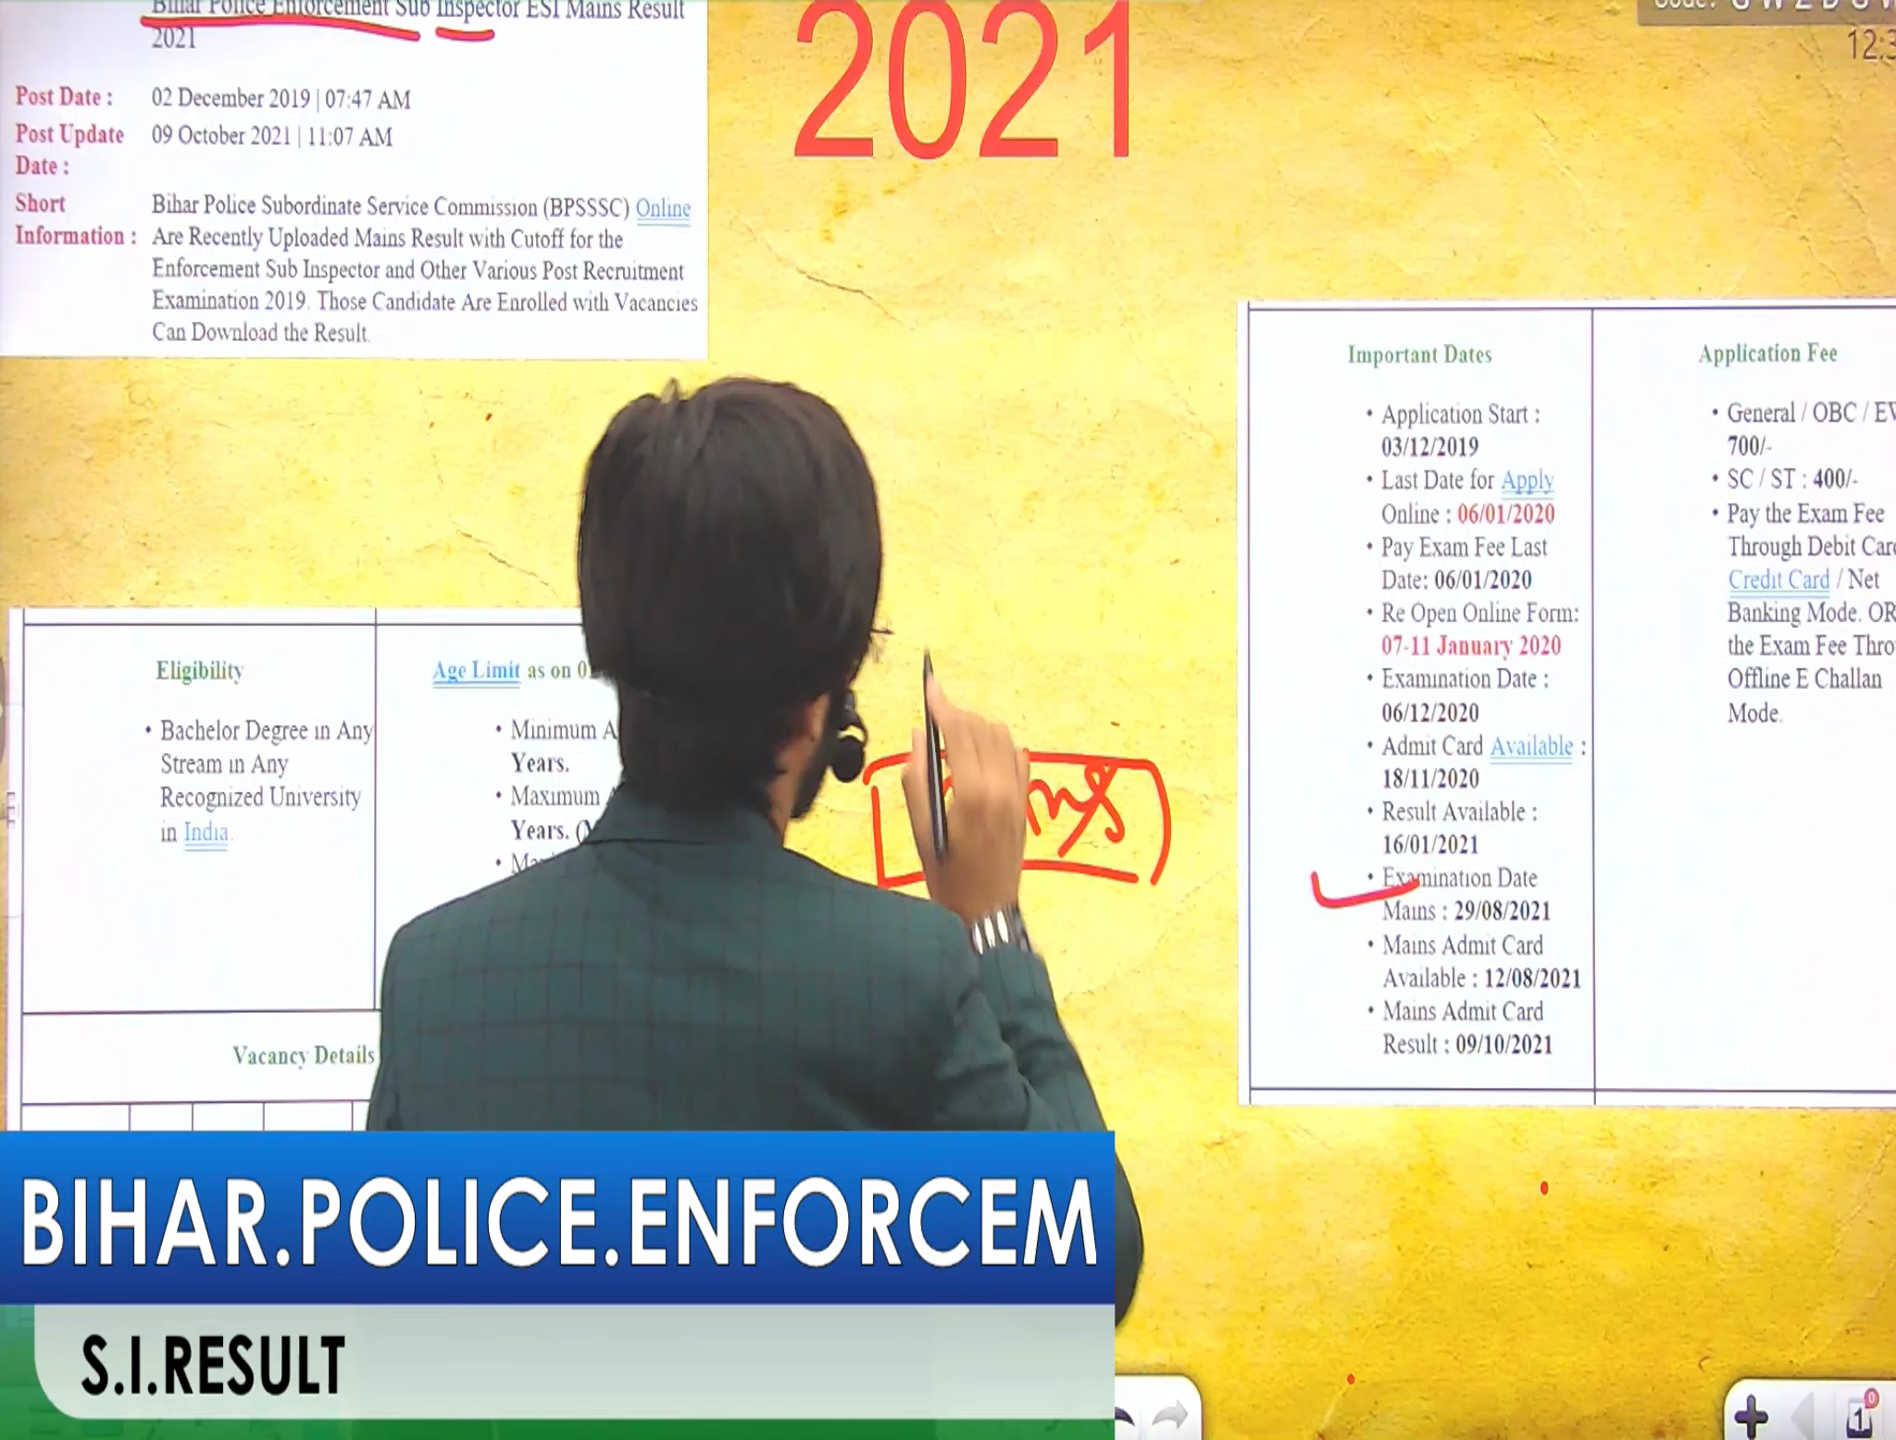 Bihar Police Enforcement Sub Inspector ESI Mains Result
2021
Post Date : 02 December 2019 | 07:47 AM
Post Update 09 October 2021 | 11:07 AM
Date :
Short Bihar Police Subordinate Service Commission (BPSSSC) Online
Information : Are Recently Uploaded Mains Result with Cutoff for the
Enforcement Sub Inspector and Other Various Post Recruitment
Examination 2019. Those Candidate Are Enrolled with Vacancies
Can Download the Result.
2021
12:3
Important Dates
• Application Start :
03/12/2019
• Last Date for Apply
Online : 06/01/2020
• Pay Exam Fee Last
Date: 06/01/2020
• Re Open Online Form:
07-11 January 2020
• Examination Date :
06/12/2020
• Admit Card Available :
18/11/2020
• Result Available :
16/01/2021
• Examination Date
Mains : 29/08/2021
• Mains Admit Card
Available : 12/08/2021
• Mains Admit Card
Result : 09/10/2021
Application Fee
• General / OBC / EW
700/-
• SC / ST : 400/-
• Pay the Exam Fee
Through Debit Card
Credit Card / Net
Banking Mode. OR
the Exam Fee Thro
Offline E Challan
Mode.
Eligibility
• Bachelor Degree in Any
Stream in Any
Recognized University
in India.
Age Limit as on 0
• Minimum A
Years.
• Maximum
Years.
Vacancy Details
BIHAR.POLICE.ENFORCEM
S.I.RESULT
1
0